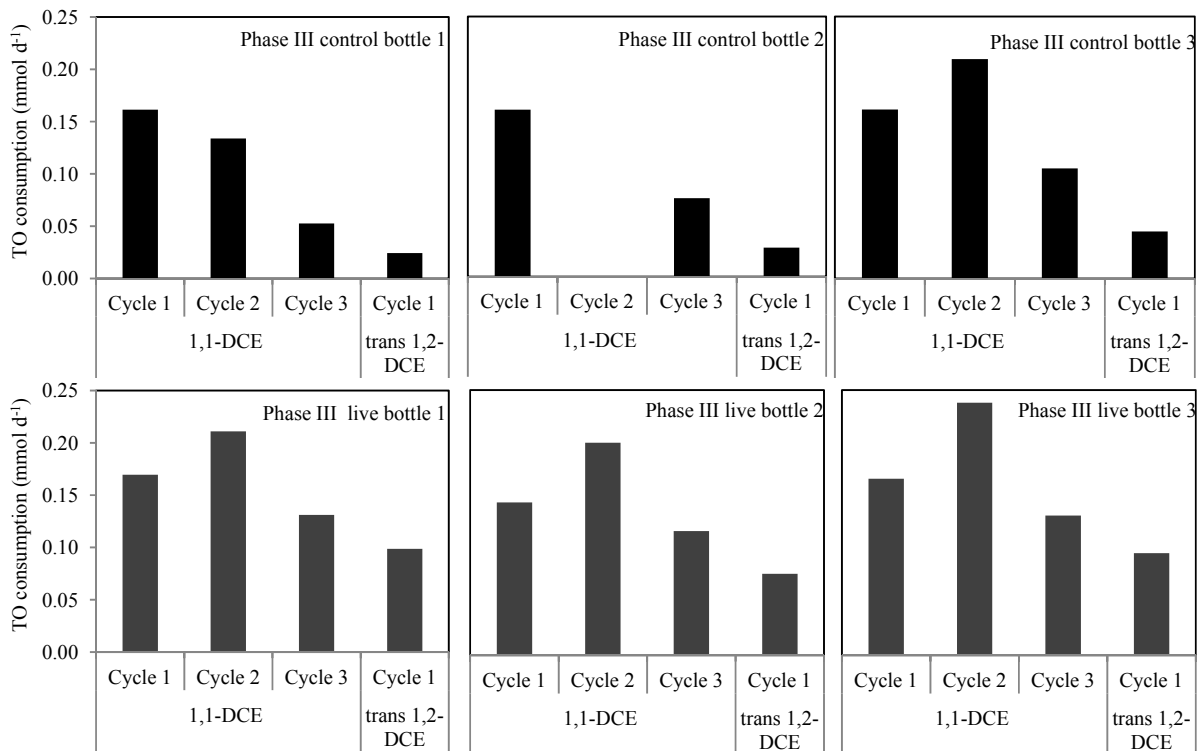 TO consumption (mmol d-1)
0.25
0.20
0.15
0.10
0.05
0.00
Phase III control bottle 1
Cycle 1 Cycle 2 Cycle 3 Cycle 1
1,1-DCE trans 1,2-
DCE
Phase III control bottle 2
Cycle 1 Cycle 2 Cycle 3 Cycle 1
1,1-DCE trans 1,2-
DCE
Phase III control bottle 3
Cycle 1 Cycle 2 Cycle 3 Cycle 1
1,1-DCE trans 1,2-
DCE
TO consumption (mmol d-1)
0.25
0.20
0.15
0.10
0.05
0.00
Phase III live bottle 1
Cycle 1 Cycle 2 Cycle 3 Cycle 1
1,1-DCE trans 1,2-
DCE
Phase III live bottle 2
Cycle 1 Cycle 2 Cycle 3 Cycle 1
1,1-DCE trans 1,2-
DCE
Phase III live bottle 3
Cycle 1 Cycle 2 Cycle 3 Cycle 1
1,1-DCE trans 1,2-
DCE